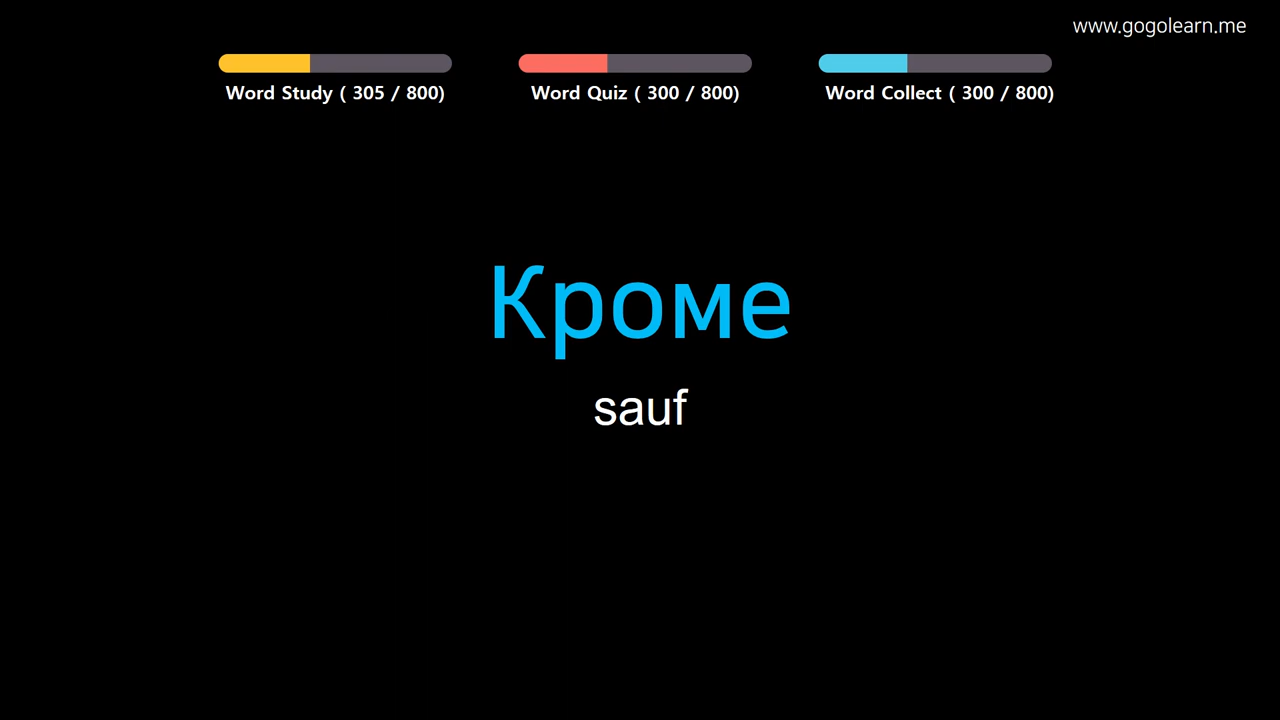 www.gogolearn.me
Word Study ( 305 / 800)
Word Quiz ( 300 / 800)
Word Collect ( 300 / 800)
Кроме
sauf